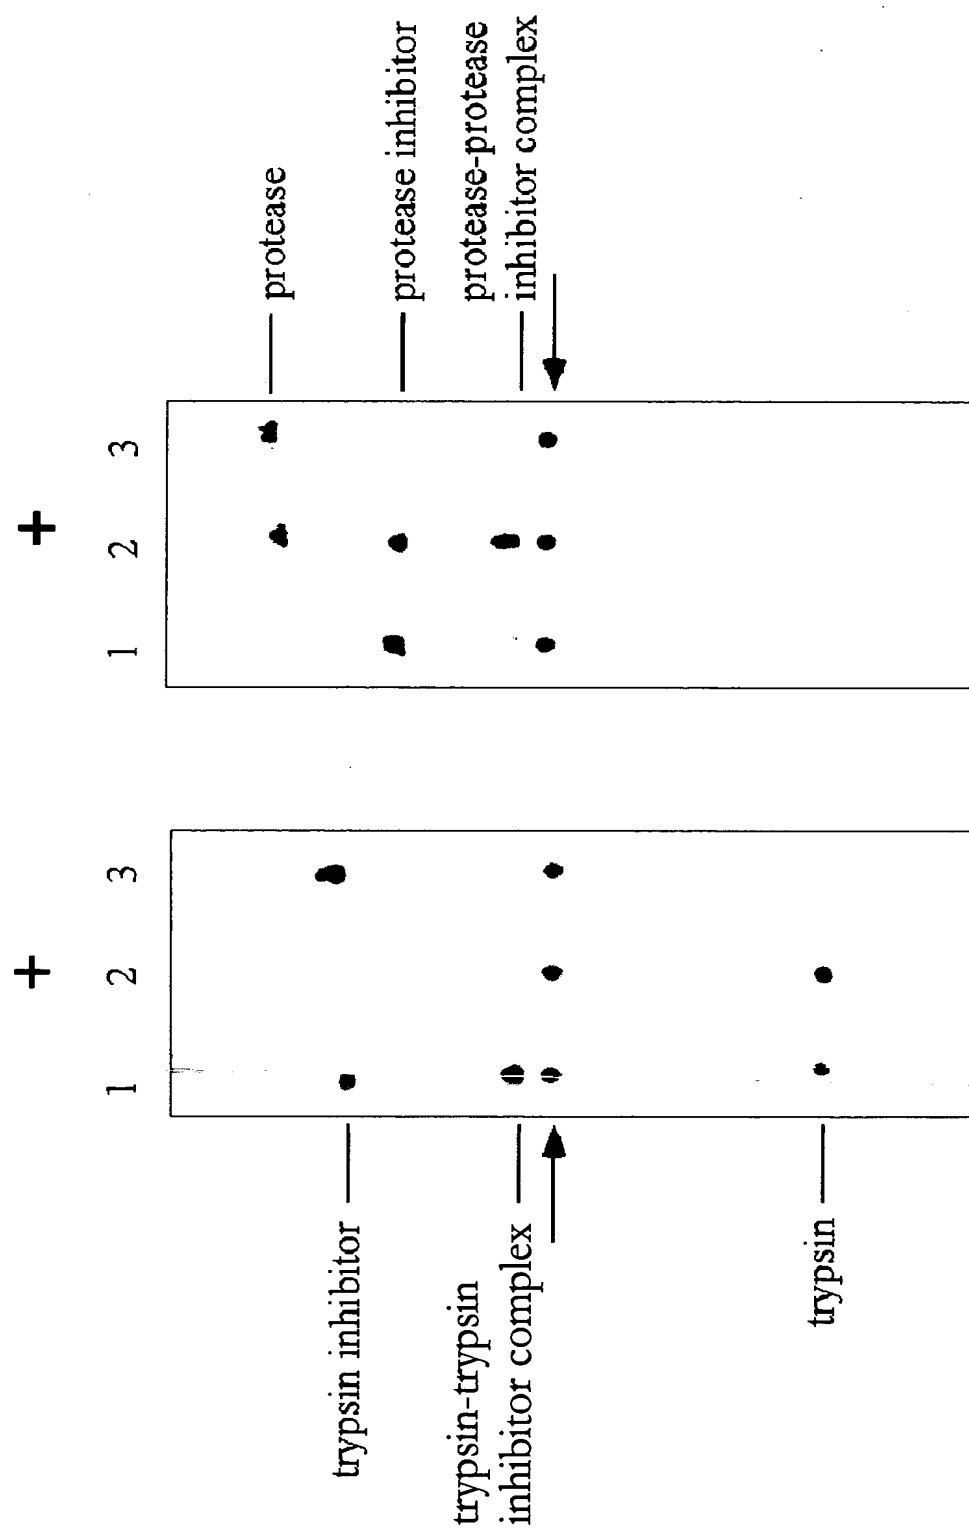 +
1 2 3
trypsin inhibitor
trypsin-trypsin
inhibitor complex
trypsin
+
1 2 3
protease
protease inhibitor
protease-protease
inhibitor complex